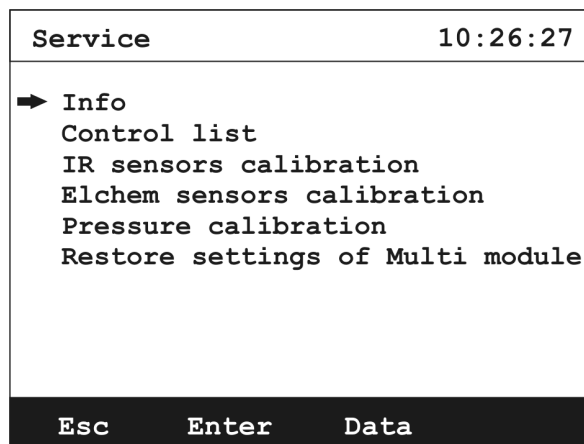 Service 10:26:27
Info
Control list
IR sensors calibration
Elchem sensors calibration
Pressure calibration
Restore settings of Multi module
Esc Enter Data